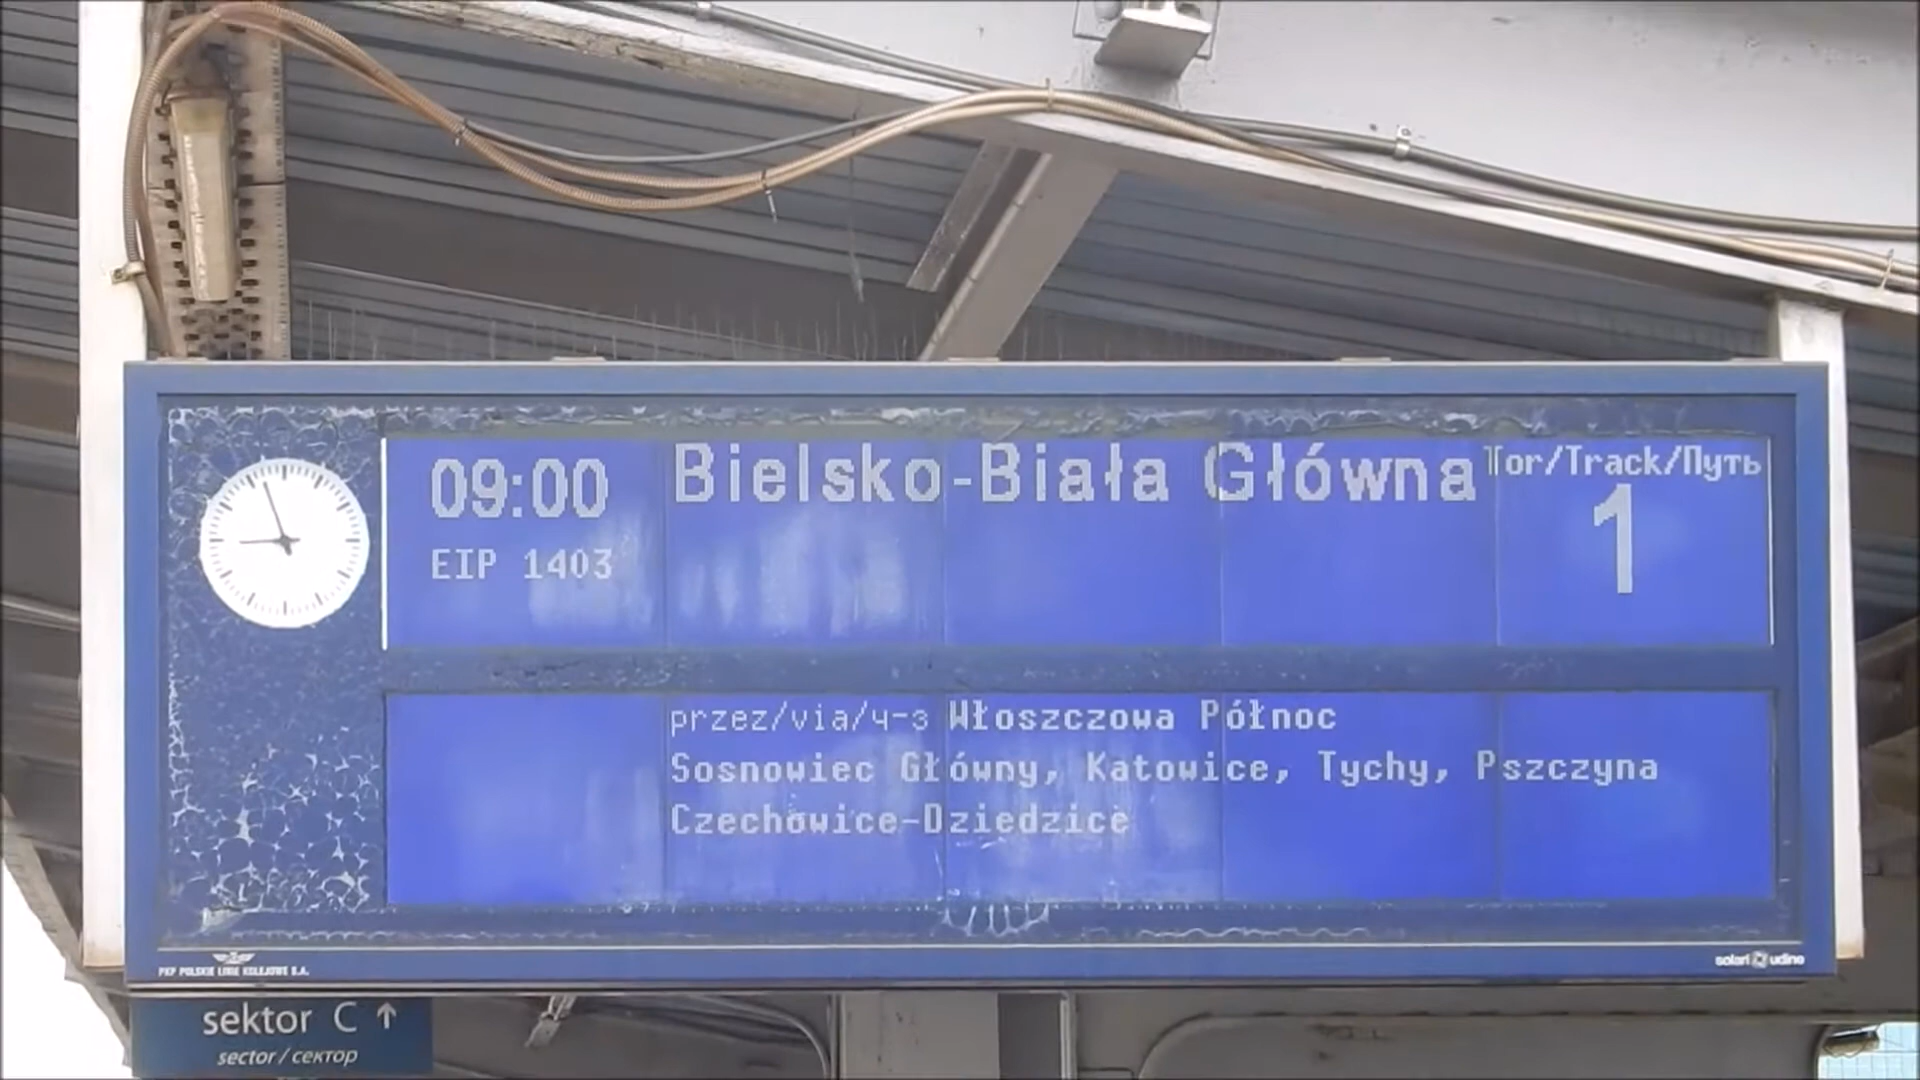 09:00 Bielsko-Biała Główna Tor/Track/Путь
EIP 1403 1
przez/via/ч-з Włoszczowa Północ
Sosnowiec Główny, Katowice, Tychy, Pszczyna
Czechowice-Dziedzice
PKP POLSKIE LINIE KOLEJOWE S.A.
solari udine
sektor C ↑
sector / сектор